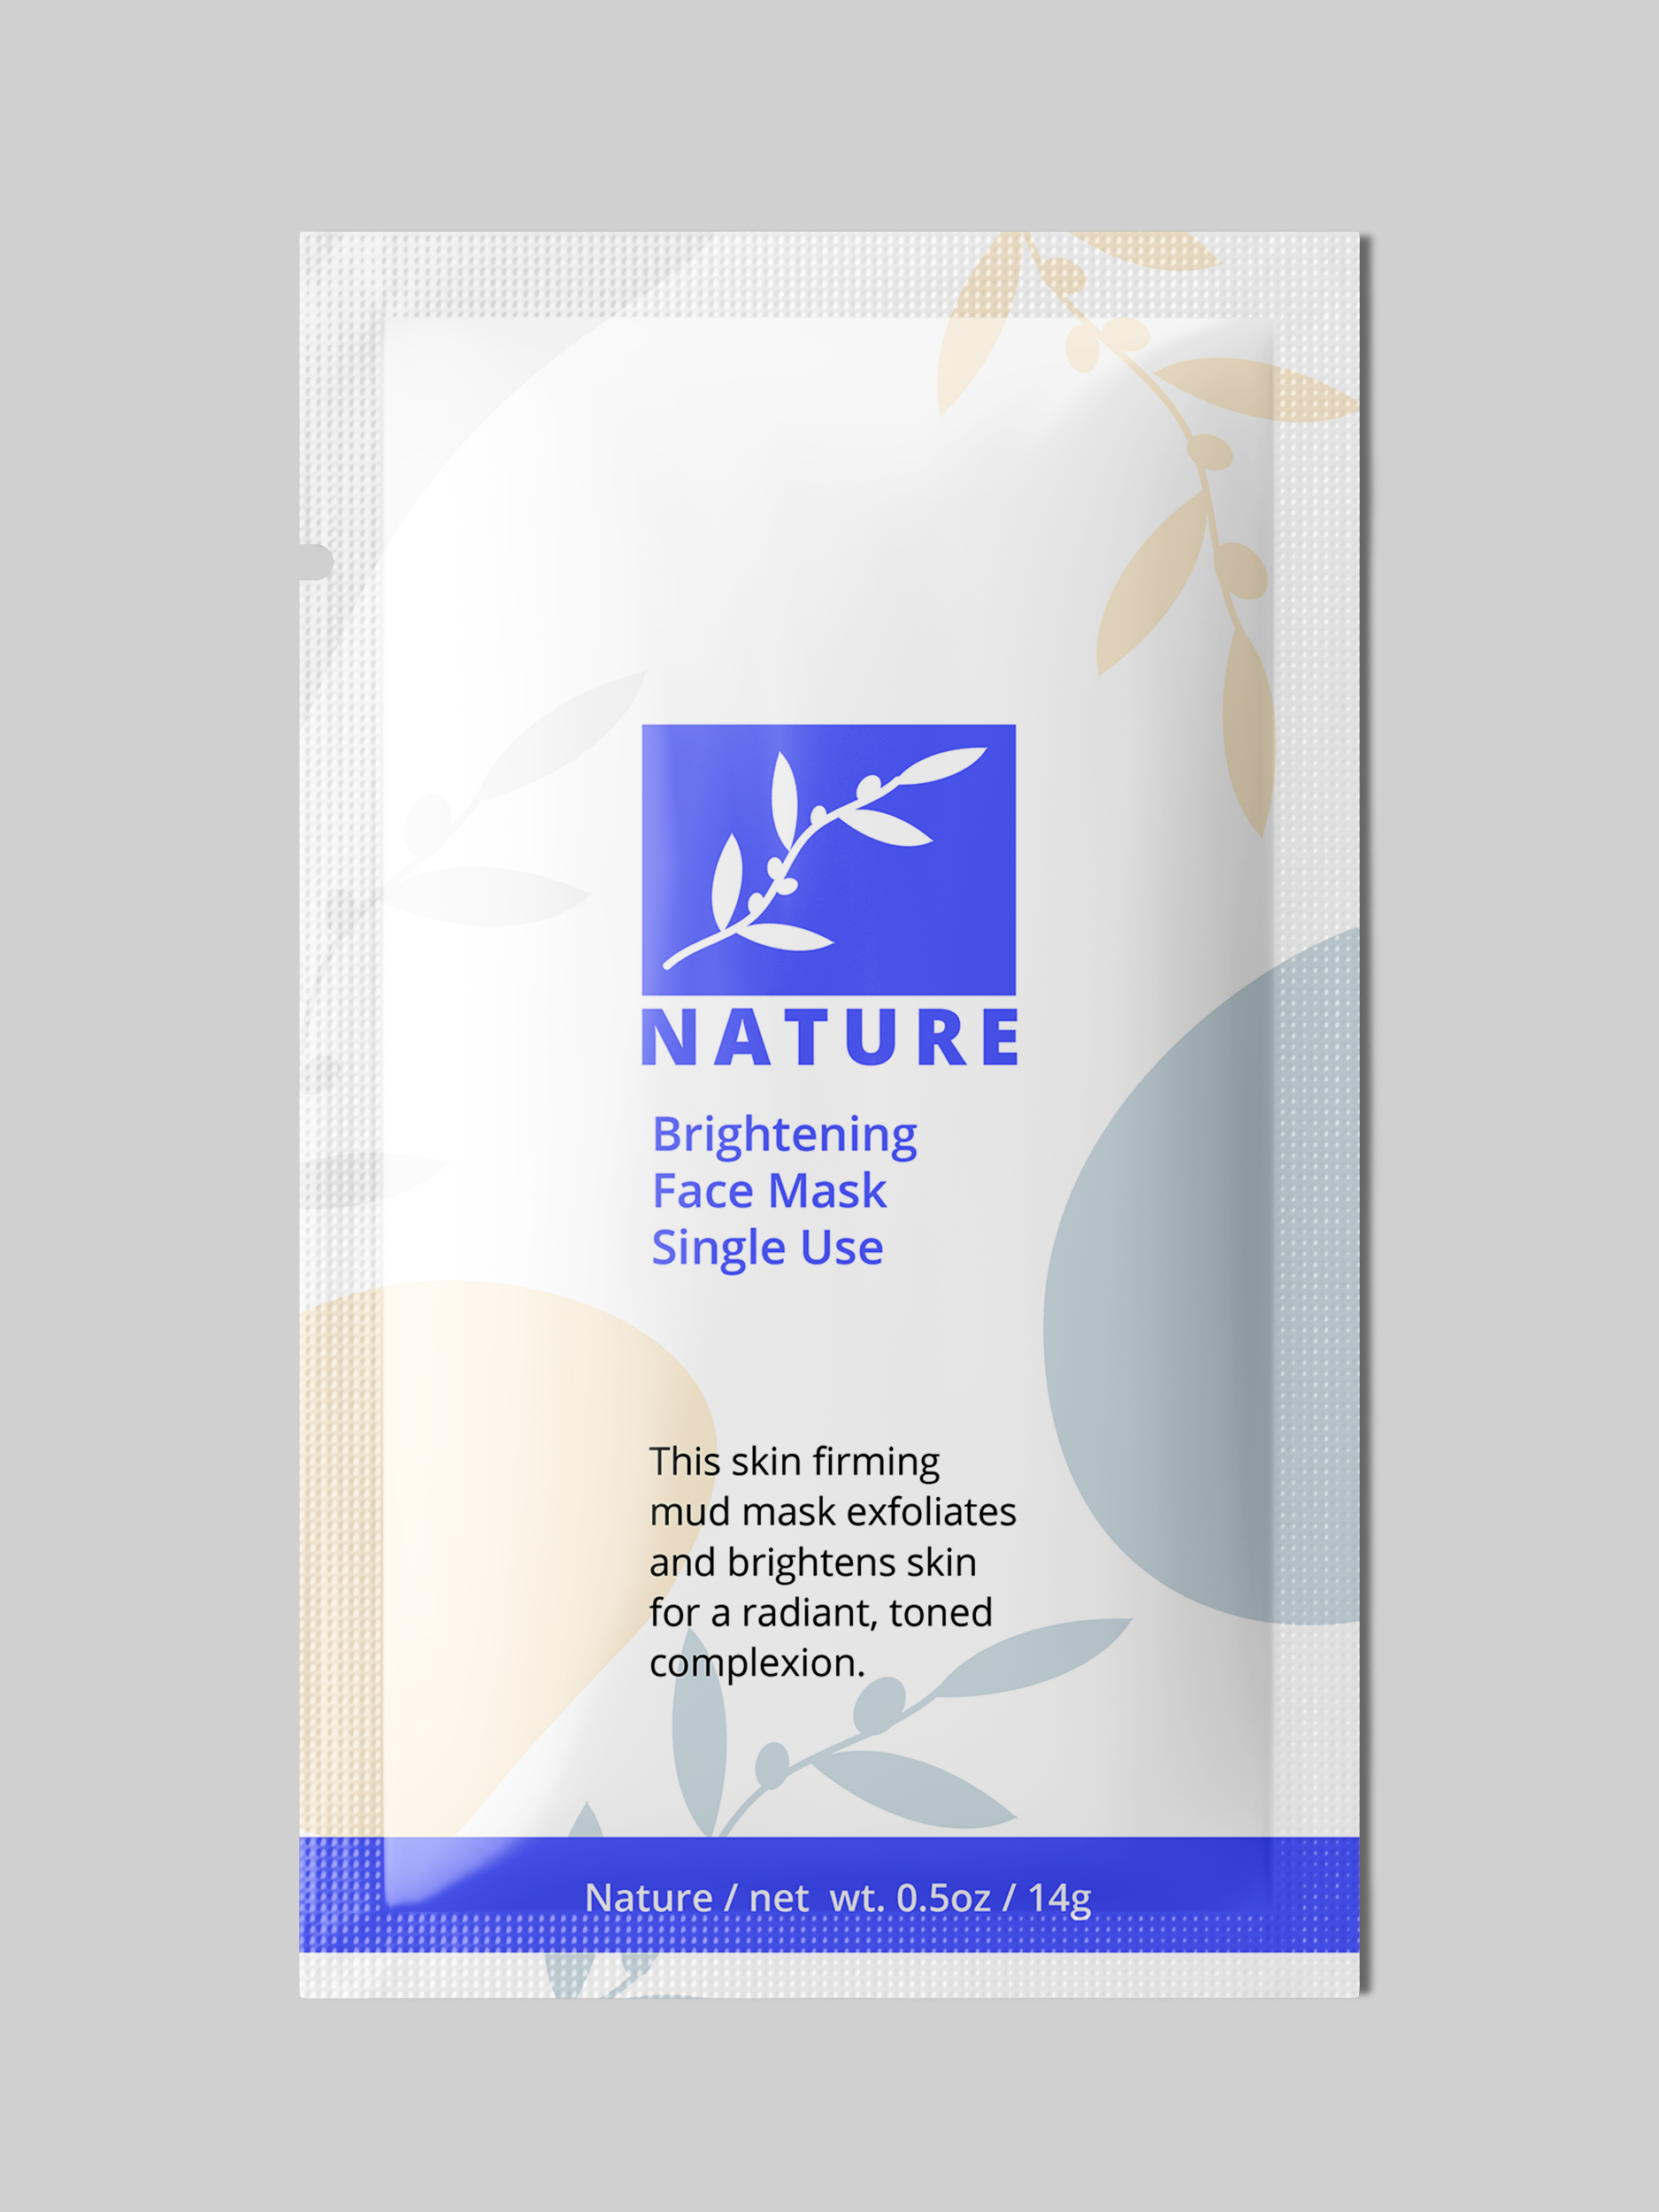 NATURE
Brightening
Face Mask
Single Use
This skin firming
mud mask exfoliates
and brightens skin
for a radiant, toned
complexion.
Nature / net  wt. 0.5oz / 14g